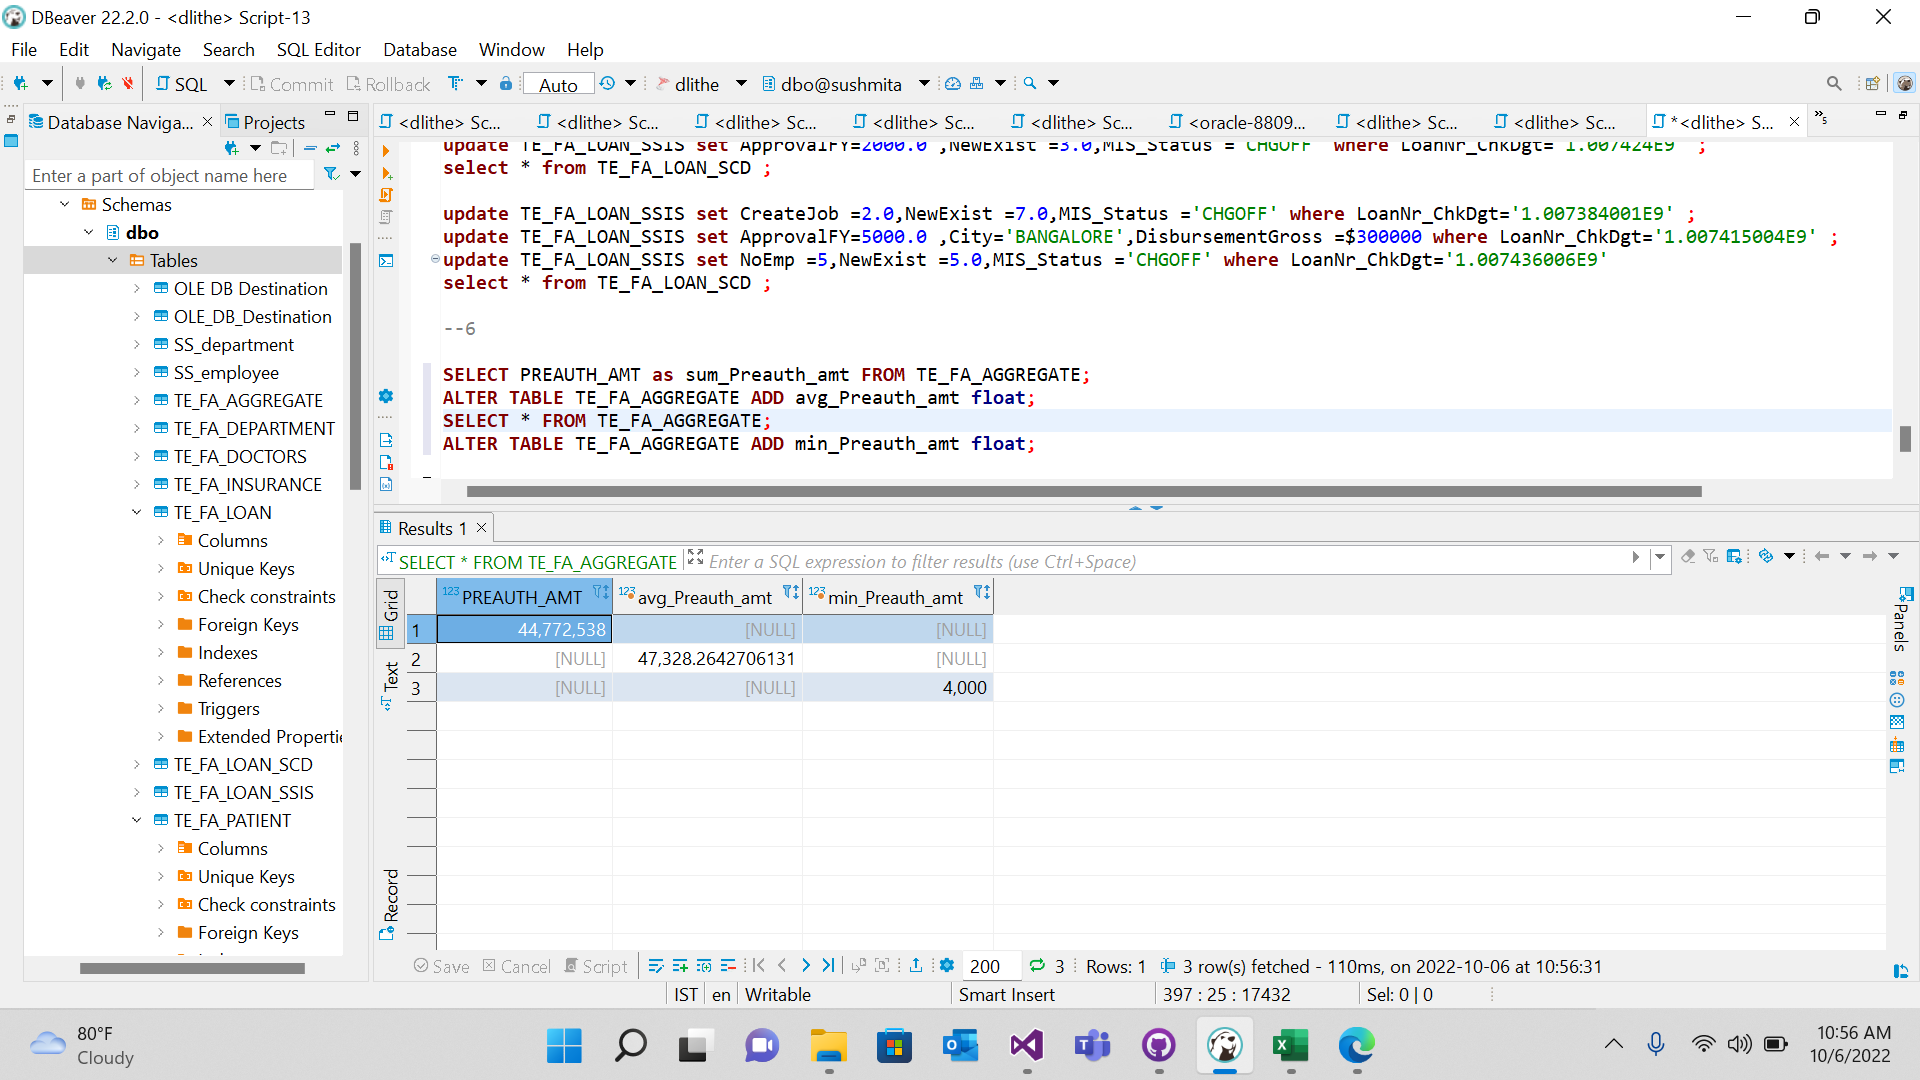 DBeaver 22.2.0 - <dlithe> Script-13
File Edit Navigate Search SQL Editor Database Window Help
SQL Commit Rollback Auto dlithe dbo@sushmita
Database Naviga... Projects
<dlithe> Sc... <dlithe> Sc... <dlithe> Sc... <dlithe> Sc... <dlithe> Sc... <oracle-8809... <dlithe> Sc... <dlithe> Sc... *<dlithe> S... »5
Enter a part of object name here
Schemas
dbo
Tables
OLE DB Destination
OLE_DB_Destination
SS_department
SS_employee
TE_FA_AGGREGATE
TE_FA_DEPARTMENT
TE_FA_DOCTORS
TE_FA_INSURANCE
TE_FA_LOAN
Columns
Unique Keys
Check constraints
Foreign Keys
Indexes
References
Triggers
Extended Properti
TE_FA_LOAN_SCD
TE_FA_LOAN_SSIS
TE_FA_PATIENT
Columns
Unique Keys
Check constraints
Foreign Keys
update TE_FA_LOAN_SSIS set ApprovalFY=2000.0 ,NewExist =3.0,MIS_Status ='CHGOFF' where LoanNr_ChkDgt='1.007424E9' ;
select * from TE_FA_LOAN_SCD ;
update TE_FA_LOAN_SSIS set CreateJob =2.0,NewExist =7.0,MIS_Status ='CHGOFF' where LoanNr_ChkDgt='1.007384001E9' ;
update TE_FA_LOAN_SSIS set ApprovalFY=5000.0 ,City='BANGALORE',DisbursementGross =$300000 where LoanNr_ChkDgt='1.007415004E9' ;
update TE_FA_LOAN_SSIS set NoEmp =5,NewExist =5.0,MIS_Status ='CHGOFF' where LoanNr_ChkDgt='1.007436006E9'
select * from TE_FA_LOAN_SCD ;
--6
SELECT PREAUTH_AMT as sum_Preauth_amt FROM TE_FA_AGGREGATE;
ALTER TABLE TE_FA_AGGREGATE ADD avg_Preauth_amt float;
SELECT * FROM TE_FA_AGGREGATE;
ALTER TABLE TE_FA_AGGREGATE ADD min_Preauth_amt float;
Results 1
SELECT * FROM TE_FA_AGGREGATE Enter a SQL expression to filter results (use Ctrl+Space)
Grid
Text
Record
Panels
123 PREAUTH_AMT 123 avg_Preauth_amt 123 min_Preauth_amt
1 44,772,538 [NULL] [NULL]
2 [NULL] 47,328.2642706131 [NULL]
3 [NULL] [NULL] 4,000
Save Cancel Script 200 3 Rows: 1 3 row(s) fetched - 110ms, on 2022-10-06 at 10:56:31
IST en Writable Smart Insert 397 : 25 : 17432 Sel: 0 | 0
80°F
Cloudy
10:56 AM
10/6/2022